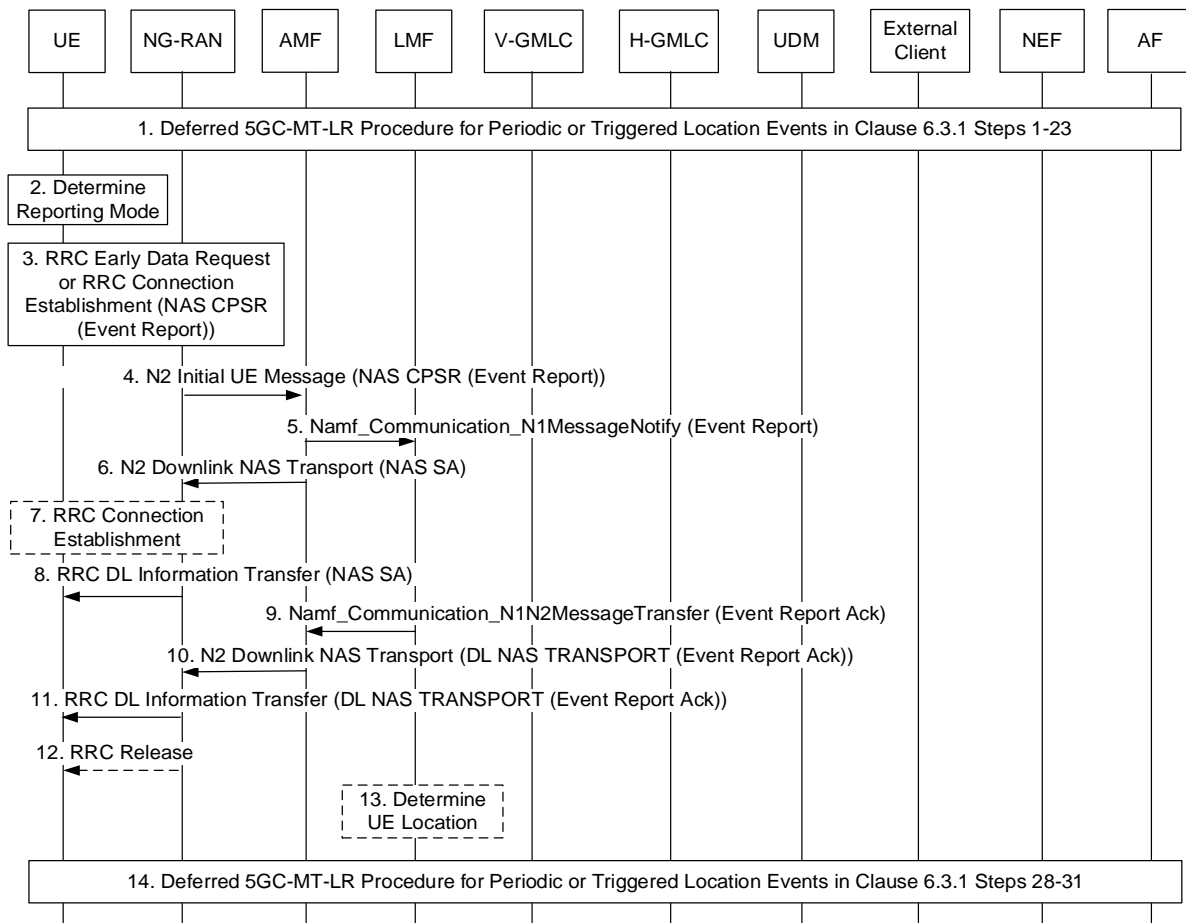 UE
NG-RAN
AMF
LMF
V-GMLC
H-GMLC
UDM
External
Client
NEF
AF
1. Deferred 5GC-MT-LR Procedure for Periodic or Triggered Location Events in Clause 6.3.1 Steps 1-23
2. Determine
Reporting Mode
3. RRC Early Data Request
or RRC Connection
Establishment (NAS CPSR
(Event Report))
4. N2 Initial UE Message (NAS CPSR (Event Report))
5. Namf_Communication_N1MessageNotify (Event Report)
6. N2 Downlink NAS Transport (NAS SA)
7. RRC Connection
Establishment
8. RRC DL Information Transfer (NAS SA)
9. Namf_Communication_N1N2MessageTransfer (Event Report Ack)
10. N2 Downlink NAS Transport (DL NAS TRANSPORT (Event Report Ack))
11. RRC DL Information Transfer (DL NAS TRANSPORT (Event Report Ack))
12. RRC Release
13. Determine
UE Location
14. Deferred 5GC-MT-LR Procedure for Periodic or Triggered Location Events in Clause 6.3.1 Steps 28-31